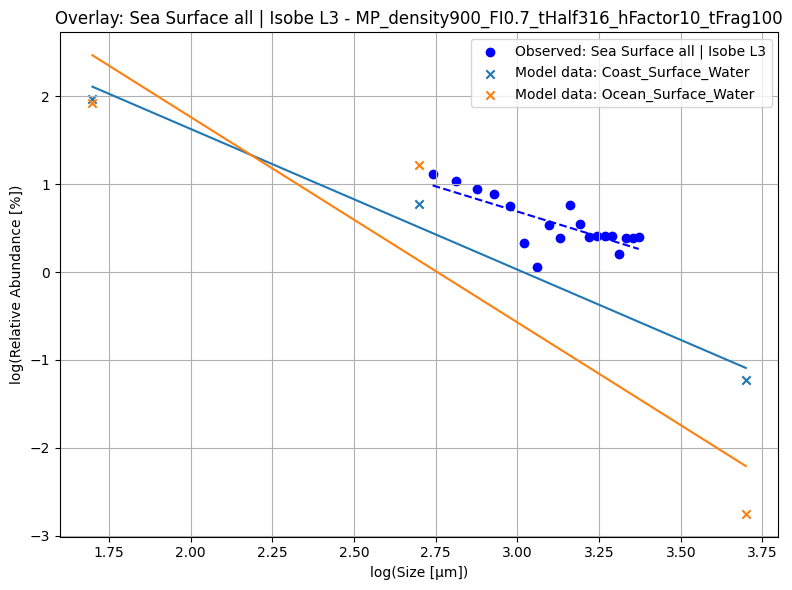 Overlay: Sea Surface all | Isobe L3 - MP_density900_FI0.7_tHalf316_hFactor10_tFrag100
Observed: Sea Surface all | Isobe L3
Model data: Coast_Surface_Water
Model data: Ocean_Surface_Water
log(Relative Abundance [%])
2
1
0
−1
−2
−3
1.75
2.00
2.25
2.50
2.75
3.00
3.25
3.50
3.75
log(Size [μm])